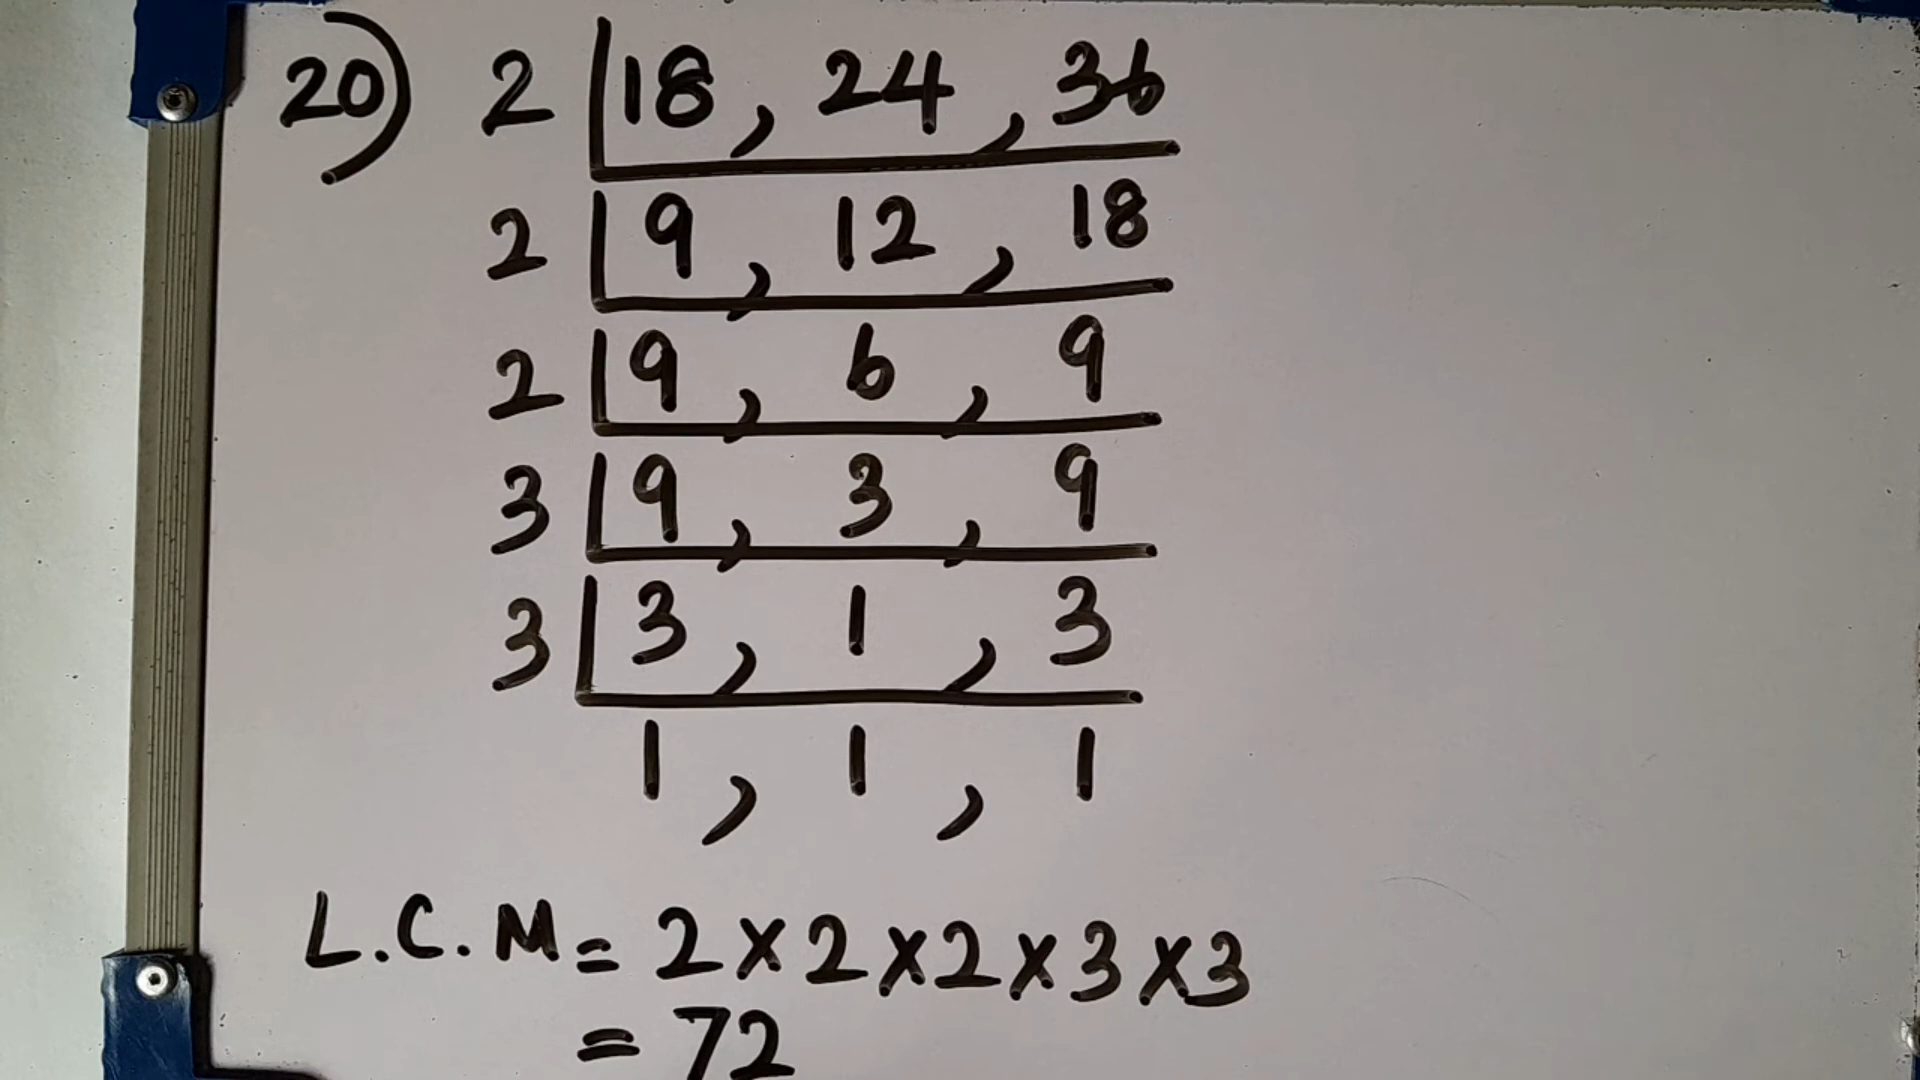 20) 2 | 18, 24, 36
2 | 9, 12, 18
2 | 9, 6, 9
3 | 9, 3, 9
3 | 3, 1, 3
1, 1, 1
L.C.M = 2×2×2×3×3
= 72